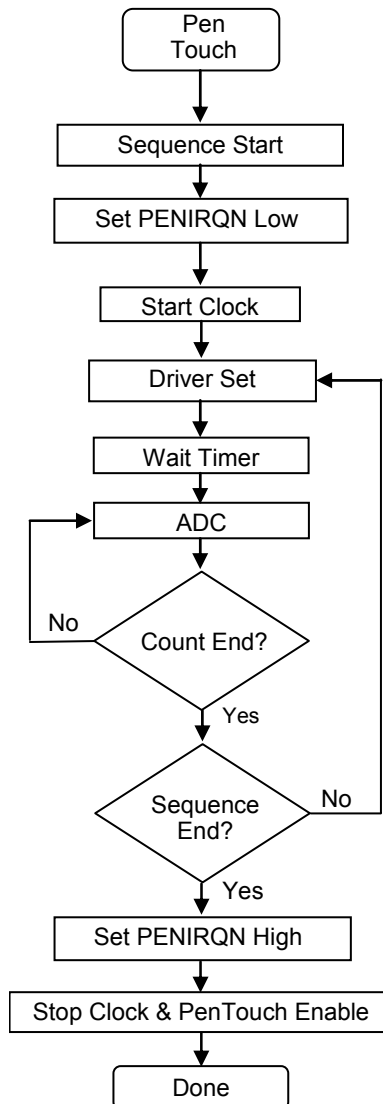 Pen
Touch
Sequence Start
Set PENIRQN Low
Start Clock
Driver Set
Wait Timer
ADC
No
Count End?
Yes
Sequence
End?
No
Yes
Set PENIRQN High
Stop Clock & PenTouch Enable
Done